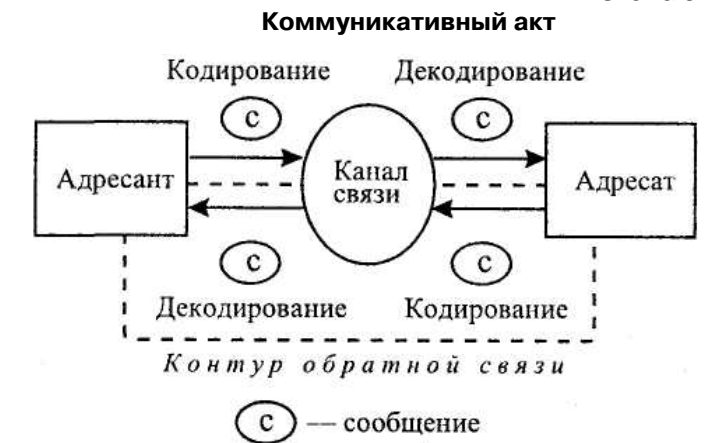 Коммуникативный акт
Кодирование Декодирование
с с
Адресант Канал связи Адресат
с с
Декодирование Кодирование
Контур обратной связи
с — сообщение